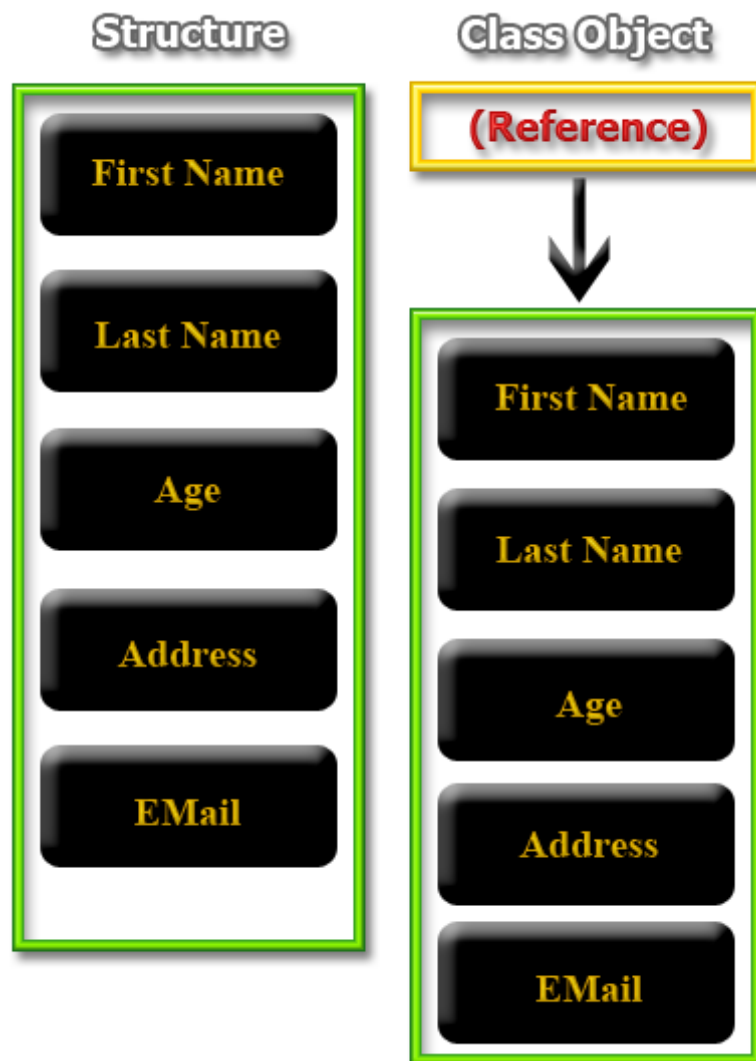 Structure
First Name
Last Name
Age
Address
EMail
Class Object
(Reference)
First Name
Last Name
Age
Address
EMail